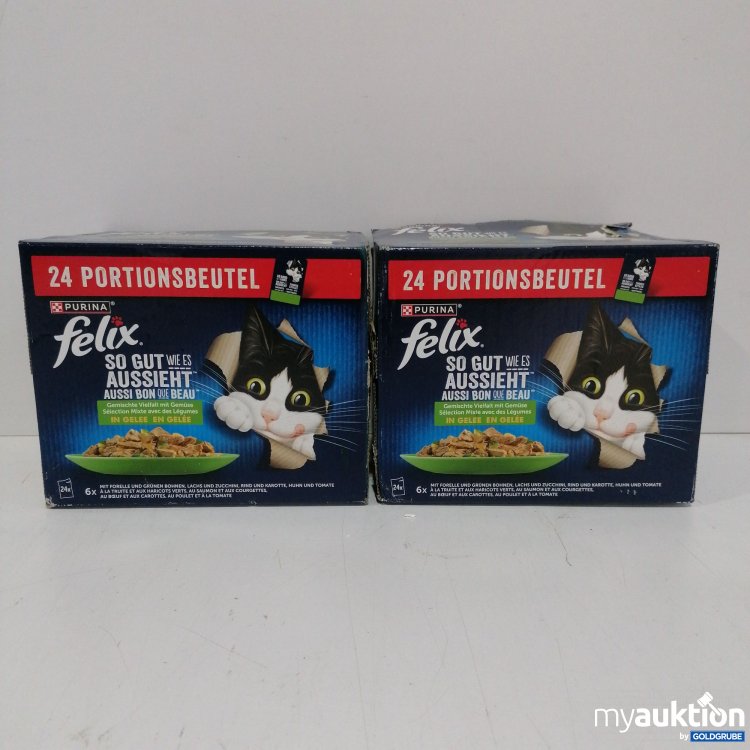 24 PORTIONSBEUTEL
PURINA®
felix®
SO GUT WIE ES
AUSSIEHT™
AUSSI BON QUE BEAU™
Gemischte Vielfalt mit Gemüse
Sélection Mixte avec des Légumes
IN GELEE EN GELÉE
24x
6x
MIT FORELLE UND GRÜNEN BOHNEN, LACHS UND ZUCCHINI, RIND UND KAROTTE, HUHN UND TOMATE
À LA TRUITE ET AUX HARICOTS VERTS, AU SAUMON ET AUX COURGETTES,
AU BŒUF ET AUX CAROTTES, AU POULET ET À LA TOMATE
24 PORTIONSBEUTEL
PURINA®
felix®
SO GUT WIE ES
AUSSIEHT™
AUSSI BON QUE BEAU™
Gemischte Vielfalt mit Gemüse
Sélection Mixte avec des Légumes
IN GELEE EN GELÉE
24x
6x
MIT FORELLE UND GRÜNEN BOHNEN, LACHS UND ZUCCHINI, RIND UND KAROTTE, HUHN UND TOMATE
À LA TRUITE ET AUX HARICOTS VERTS, AU SAUMON ET AUX COURGETTES,
AU BŒUF ET AUX CAROTTES, AU POULET ET À LA TOMATE
myauktion
by GOLDGRUBE